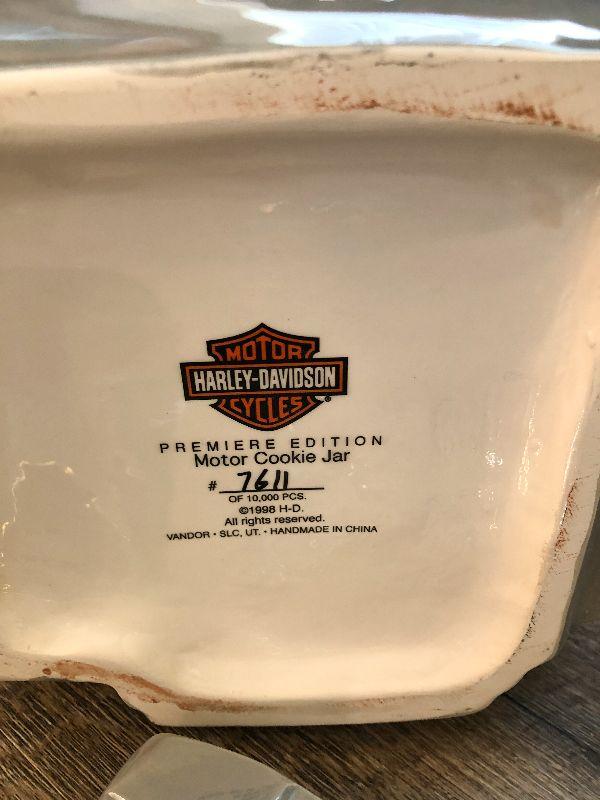 MOTOR
HARLEY-DAVIDSON
CYCLES
PREMIERE EDITION
Motor Cookie Jar
# 7611
OF 10,000 PCS.
©1998 H-D.
All rights reserved.
VANDOR • SLC, UT. • HANDMADE IN CHINA